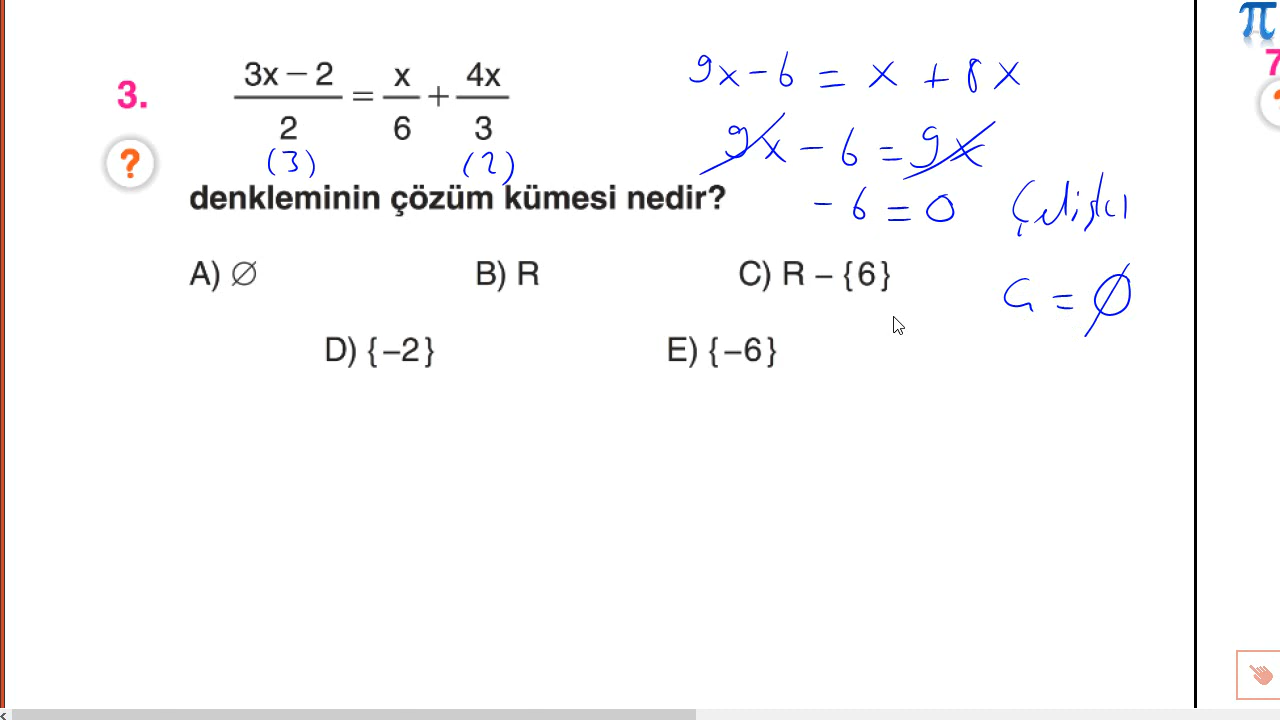 3. (3x − 2)/2 = x/6 + 4x/3
(3) (2)
denkleminin çözüm kümesi nedir?
A) ∅ B) R C) R – {6}
D) {–2} E) {–6}
9x - 6 = x + 8x
9x - 6 = 9x
- 6 = 0 Çelişki
Ç = ∅
π
7
?